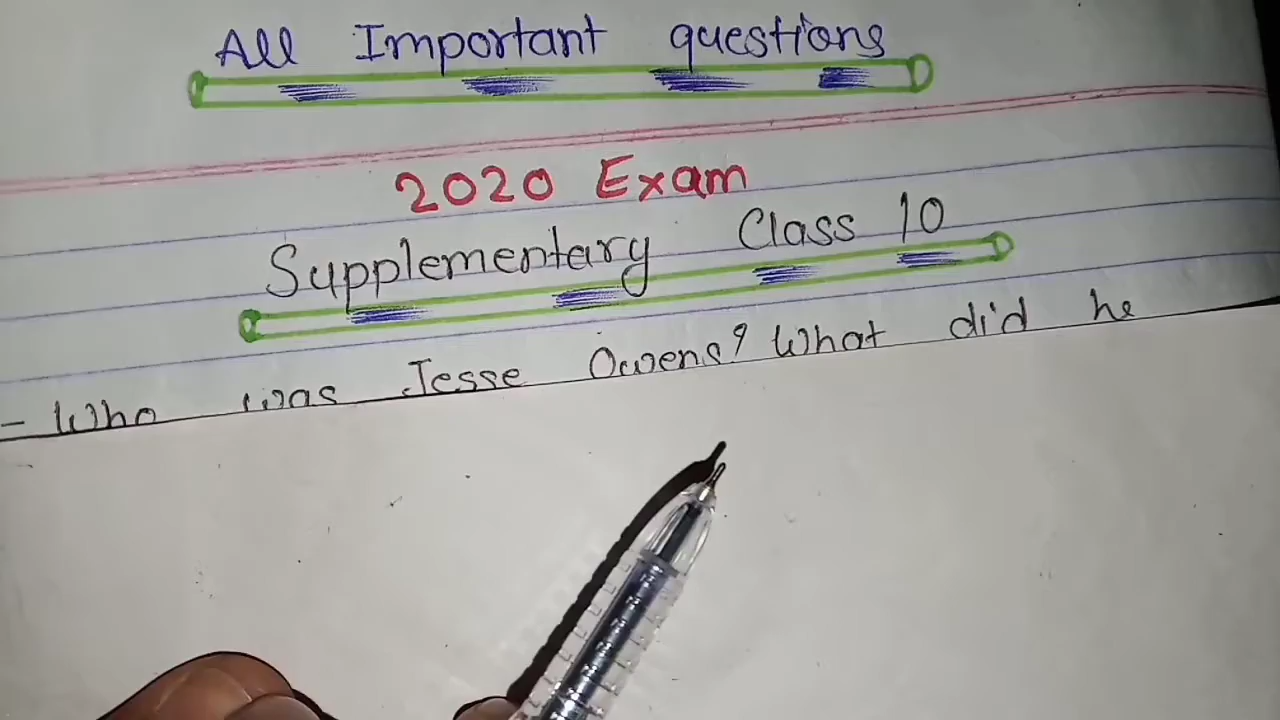 All Important questions
2020 Exam
Supplementary Class 10
- Who was Jesse Owens? What did he